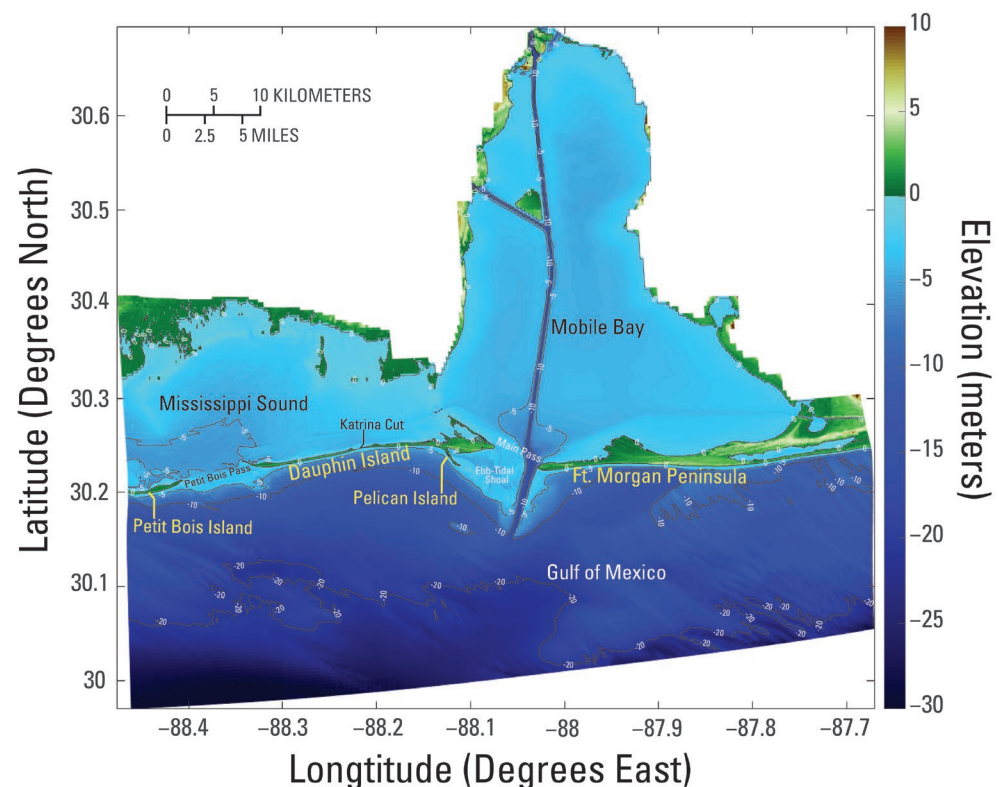 0 5 10 KILOMETERS
0 2.5 5 MILES
Latitude (Degrees North)
30.6
30.5
30.4
30.3
30.2
30.1
30
Mobile Bay
Mississippi Sound
Katrina Cut
Main Pass
Petit Bois Pass
Dauphin Island
Ebb-Tidal
Shoal
Ft. Morgan Peninsula
Pelican Island
Petit Bois Island
Gulf of Mexico
−88.4 −88.3 −88.2 −88.1 −88 −87.9 −87.8 −87.7
Longtitude (Degrees East)
10
5
0
−5
−10
−15
−20
−25
−30
Elevation (meters)